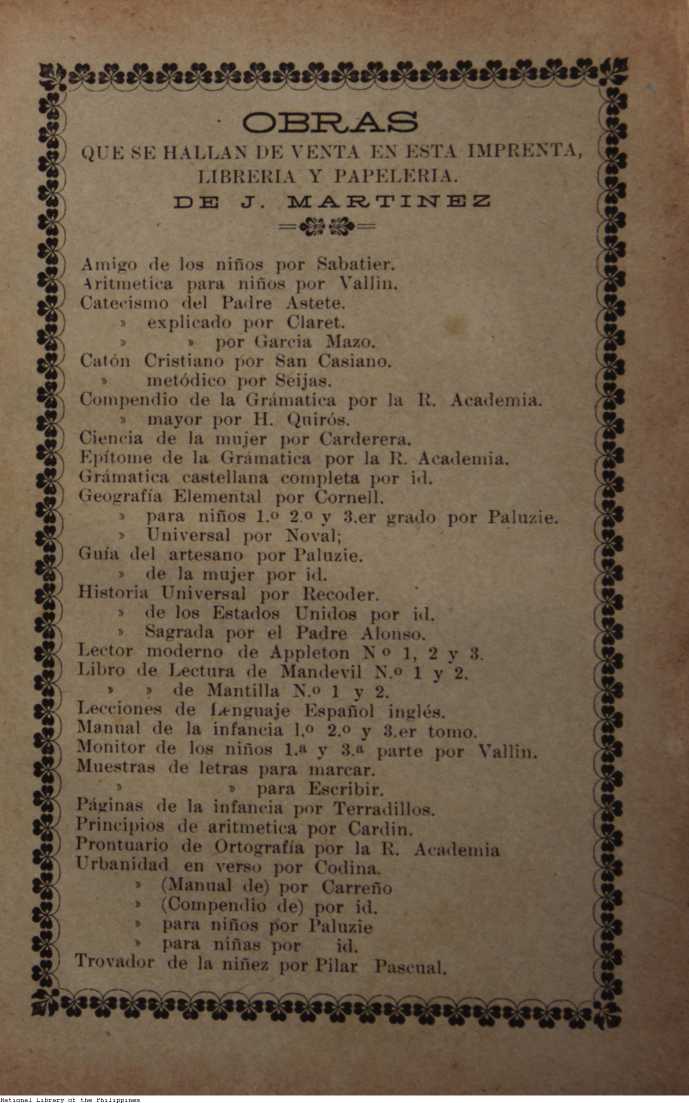 OBRAS
QUE SE HALLAN DE VENTA EN ESTA IMPRENTA,
LIBRERIA Y PAPELERIA.
DE J. MARTINEZ
Amigo de los niños por Sabatier.
Aritmetica para niños por Vallin.
Catecismo del Padre Astete.
» explicado por Claret.
» » por Garcia Mazo.
Catón Cristiano por San Casiano.
» metódico por Seijas.
Compendio de la Grámatica por la R. Academia.
» mayor por H. Quirós.
Ciencia de la mujer por Carderera.
Epítome de la Grámatica por la R. Academia.
Grámatica castellana completa por id.
Geografía Elemental por Cornell.
» para niños 1.º 2.º y 3.er grado por Paluzie.
» Universal por Noval;
Guía del artesano por Paluzie.
» de la mujer por id.
Historia Universal por Recoder.
» de los Estados Unidos por id.
» Sagrada por el Padre Alonso.
Lector moderno de Appleton N º 1, 2 y 3.
Libro de Lectura de Mandevil N.º 1 y 2.
» » de Mantilla N.º 1 y 2.
Lecciones de Lenguaje Español inglés.
Manual de la infancia 1.º 2.º y 3.er tomo.
Monitor de los niños 1.ª y 3.ª parte por Vallin.
Muestras de letras para marcar.
» » para Escribir.
Páginas de la infancia por Terradillos.
Principios de aritmetica por Cardin.
Prontuario de Ortografía por la R. Academia
Urbanidad en verso por Codina.
» (Manual de) por Carreño
» (Compendio de) por id.
» para niños por Paluzie
» para niñas por id.
Trovador de la niñez por Pilar Pascual.
National Library of the Philippines